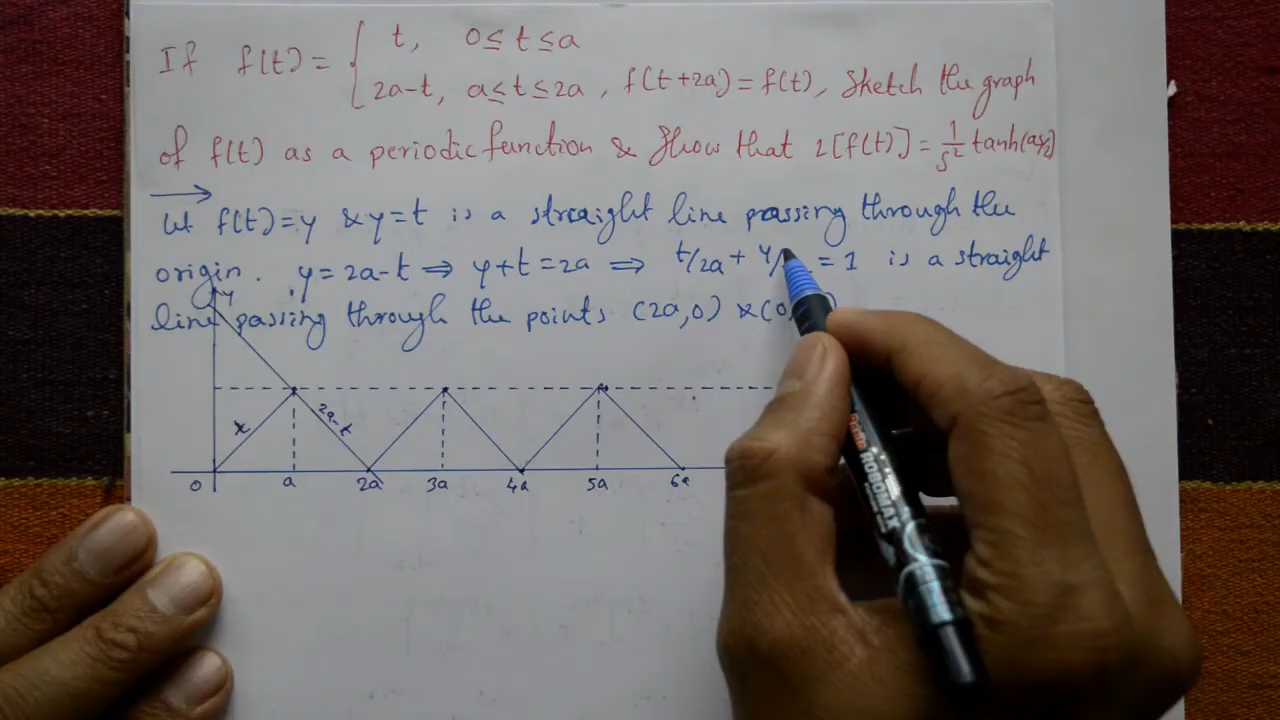 If f(t) = { t, 0 ≤ t ≤ a
2a-t, a ≤ t ≤ 2a, f(t+2a) = f(t), Sketch the graph
of f(t) as a periodic function & Show that L[f(t)] = 1/s² tanh(as/2)
Let f(t) = y & y = t is a straight line passing through the
origin. y = 2a-t ⇒ y+t = 2a ⇒ t/2a + y/ = 1 is a straight
line passing through the points (2a,0) & (0,
y
t
2a-t
0 a 2a 3a 4a 5a 6a
ROBOMAX